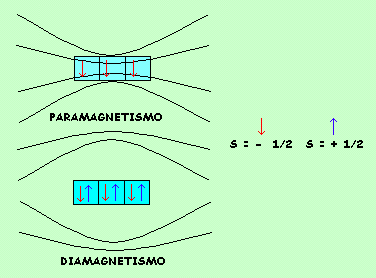 PARAMAGNETISMO
S = - 1/2 S = + 1/2
DIAMAGNETISMO